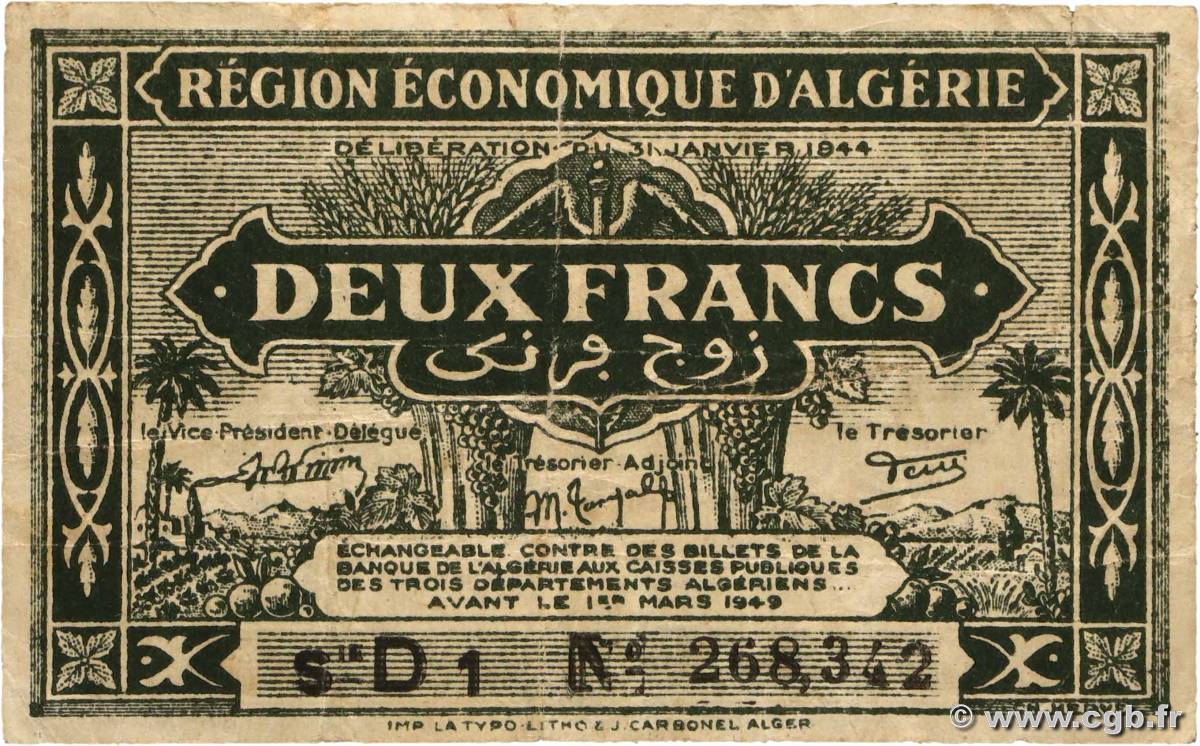 RÉGION ÉCONOMIQUE D'ALGÉRIE
DÉLIBÉRATION DU 31 JANVIER 1944
DEUX FRANCS
زوج فرنك
le Vice-Président-Délégué
le Trésorier
le Trésorier-Adjoint
ÉCHANGEABLE CONTRE DES BILLETS DE LA
BANQUE DE L'ALGÉRIE AUX CAISSES PUBLIQUES
DES TROIS DÉPARTEMENTS ALGÉRIENS...
AVANT LE 1ER MARS 1949
SIE D1 No 268,342
IMP. LA TYPO-LITHO & J. CARBONEL ALGER
© www.cgb.fr